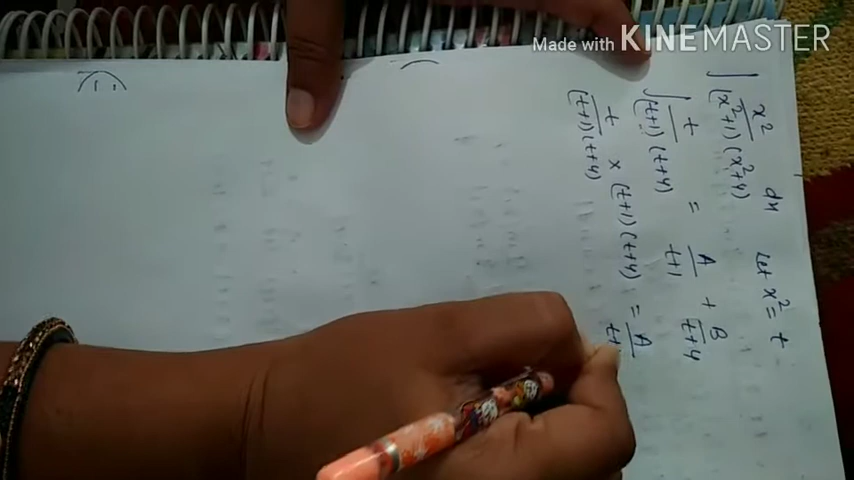 Made with KINEMASTER
∫ x²/((x²+1)(x²+4)) dx   Let x² = t
∫ t/((t+1)(t+4)) = A/(t+1) + B/(t+4)
t/((t+1)(t+4)) × (t+1)(t+4) = A/t+